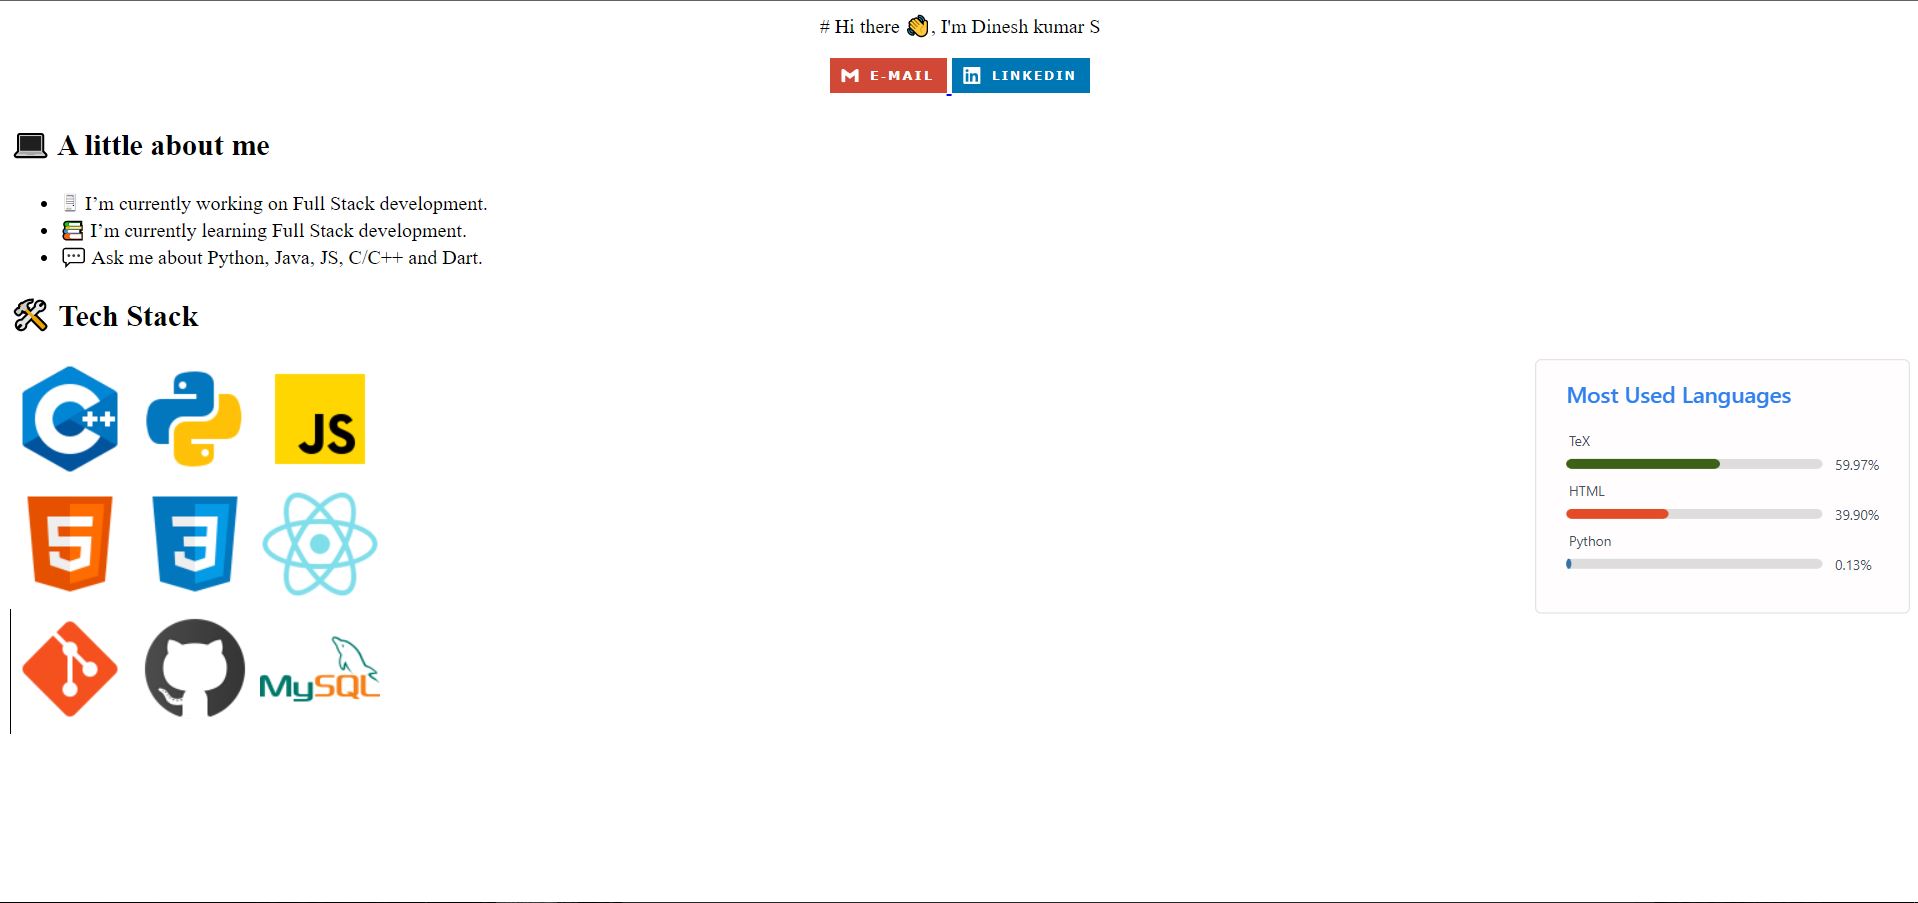 # Hi there 👋, I'm Dinesh kumar S
E-MAIL LINKEDIN
💻 A little about me
• 🧾 I’m currently working on Full Stack development.
• 📚 I’m currently learning Full Stack development.
• 💬 Ask me about Python, Java, JS, C/C++ and Dart.
🛠 Tech Stack
C++ JS
5 3
MySQL
Most Used Languages
TeX
59.97%
HTML
39.90%
Python
0.13%